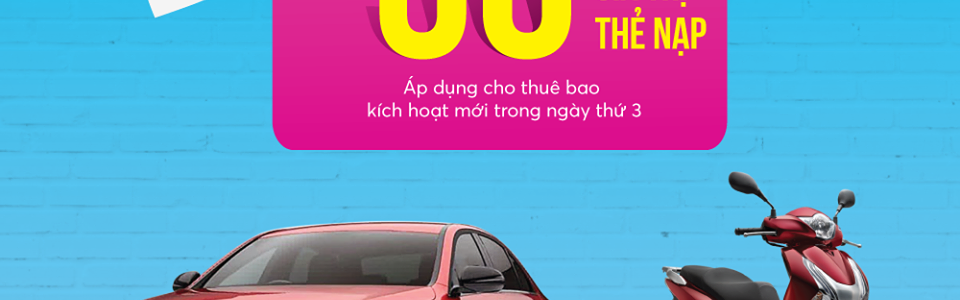 THẺ NẠP
Áp dụng cho thuê bao
kích hoạt mới trong ngày thứ 3